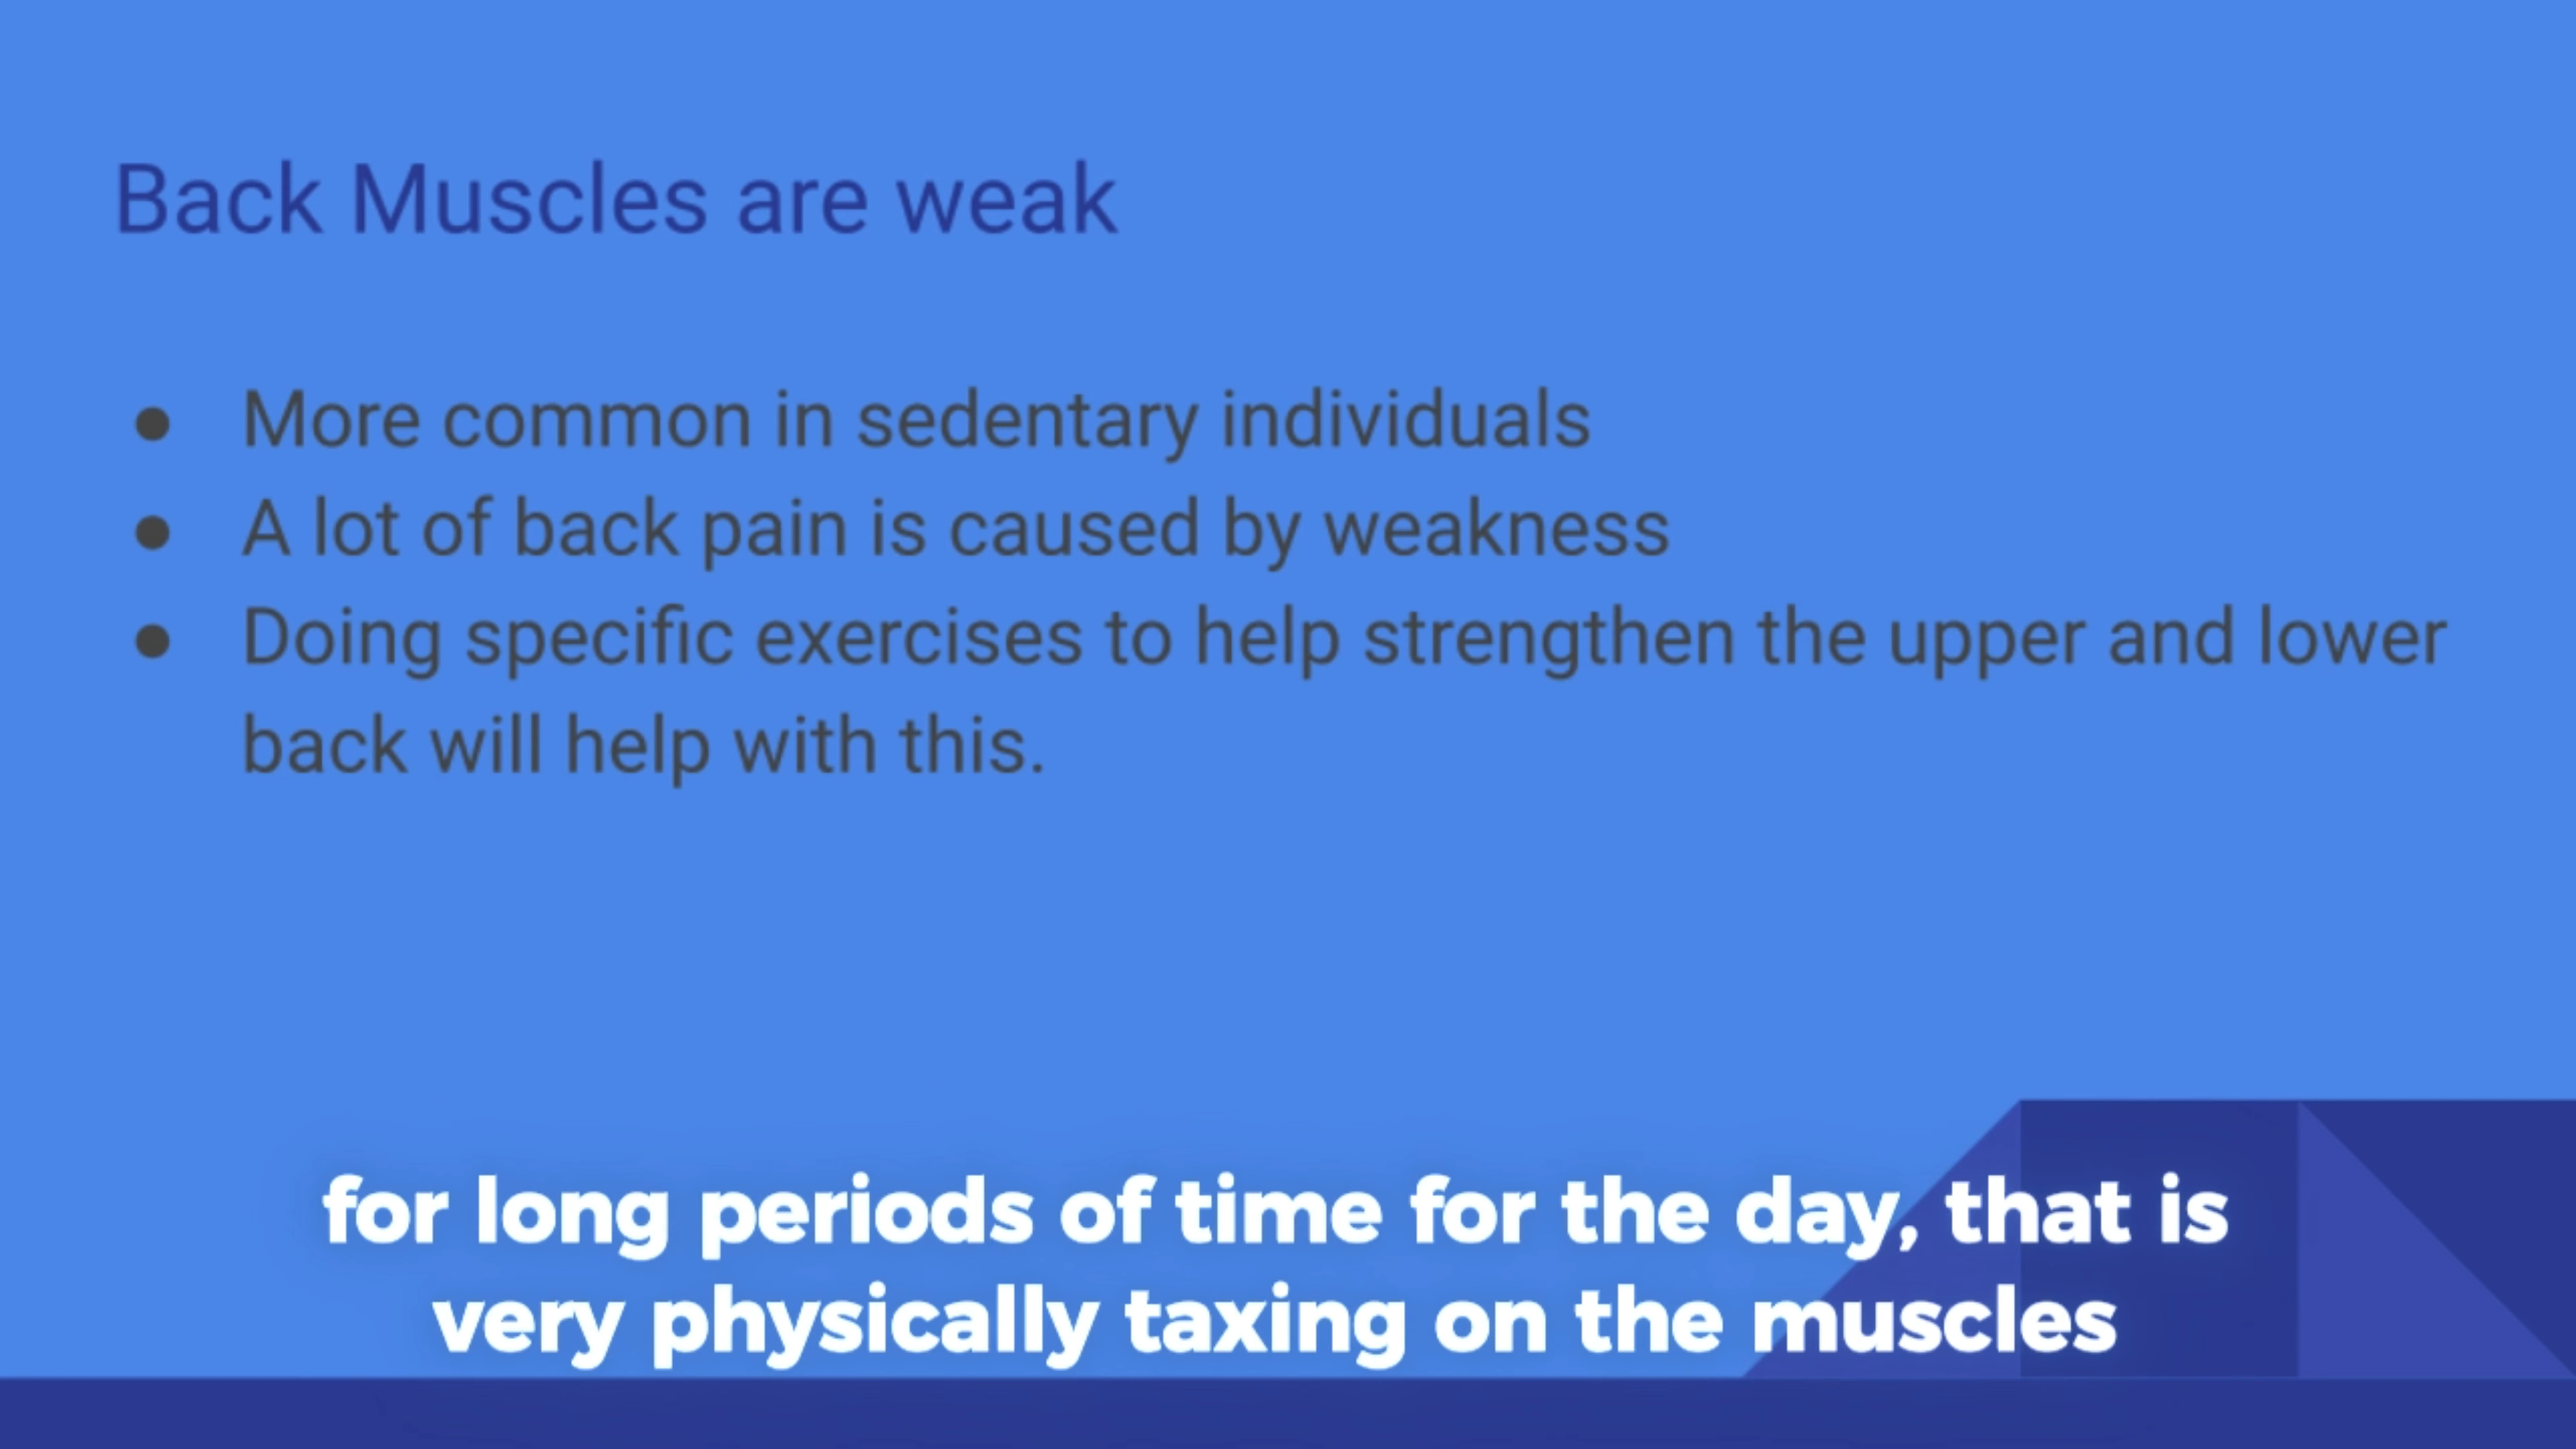 Back Muscles are weak
● More common in sedentary individuals
● A lot of back pain is caused by weakness
● Doing specific exercises to help strengthen the upper and lower
back will help with this.
for long periods of time for the day, that is
very physically taxing on the muscles